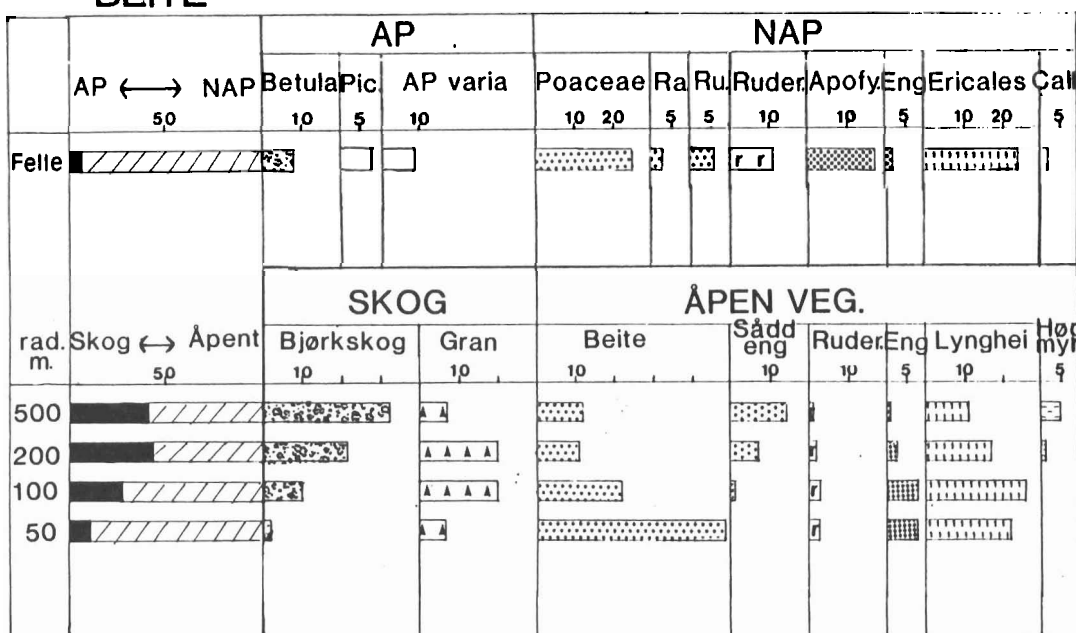 AP . NAP
AP ⟷ NAP Betula Pic. AP varia Poaceae Ra Ru. Ruder. Apofy. Eng Ericales Call
50 10 5 10 10 20 5 5 10 10 5 10 20 5
Felle r r
SKOG ÅPEN VEG.
rad. m. Skog ↔ Åpent Bjørkskog Gran Beite Sådd eng Ruder. Eng Lynghei
50 10 10 10 10 10 5 10 5
500 r
200 r
100 r
50 r